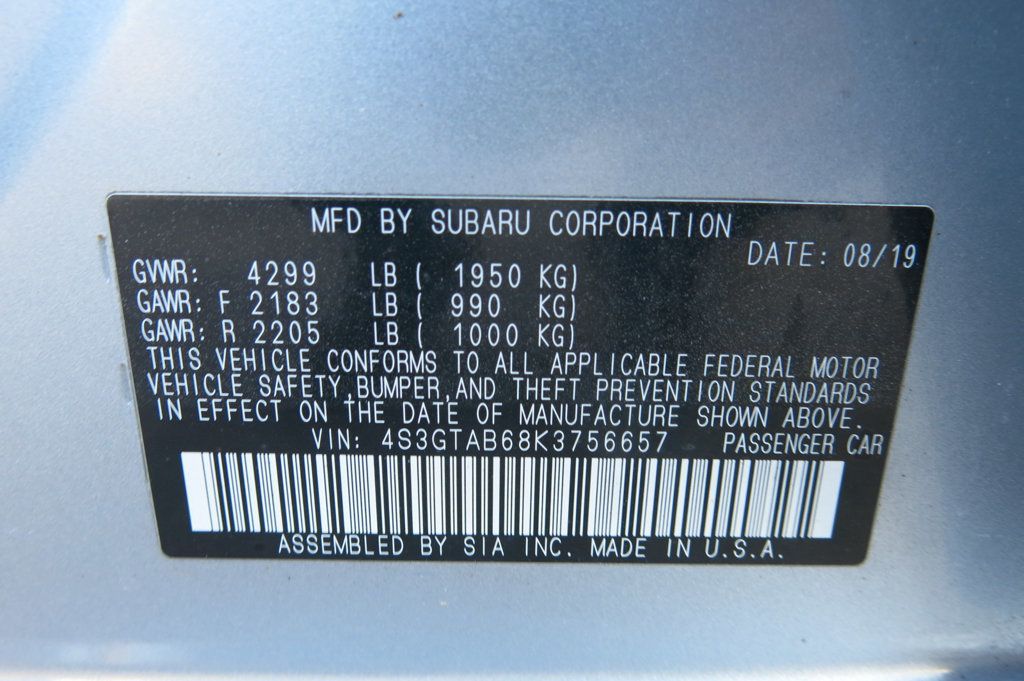 MFD BY SUBARU CORPORATION
DATE: 08/19
GVWR: 4299 LB ( 1950 KG)
GAWR: F 2183 LB ( 990 KG)
GAWR: R 2205 LB ( 1000 KG)
THIS VEHICLE CONFORMS TO ALL APPLICABLE FEDERAL MOTOR
VEHICLE SAFETY,BUMPER,AND THEFT PREVENTION STANDARDS
IN EFFECT ON THE DATE OF MANUFACTURE SHOWN ABOVE.
VIN: 4S3GTAB68K3756657 PASSENGER CAR
ASSEMBLED BY SIA INC. MADE IN U.S.A.